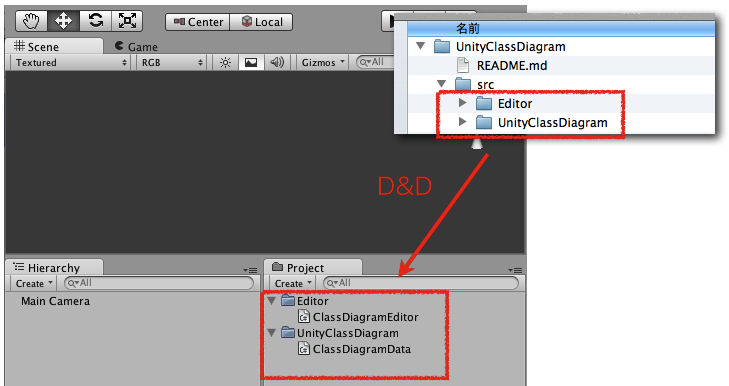 Center
Local
名前
UnityClassDiagram
README.md
src
Editor
UnityClassDiagram
Scene
Game
Textured
RGB
Gizmos
All
D&D
Hierarchy
Create
All
Main Camera
Project
Create
All
Editor
ClassDiagramEditor
UnityClassDiagram
ClassDiagramData